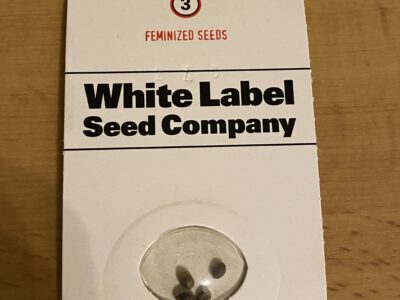 3
FEMINIZED SEEDS
White Label
Seed Company